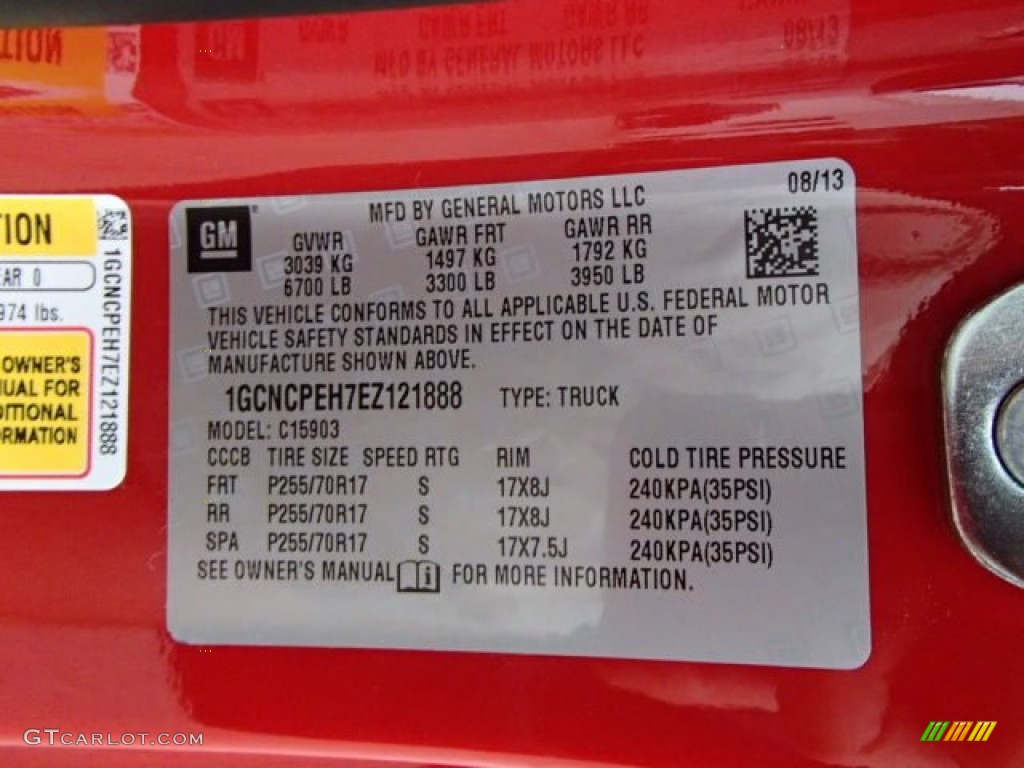 08/13
MFD BY GENERAL MOTORS LLC
GM
GVWR GAWR FRT GAWR RR
3039 KG 1497 KG 1792 KG
6700 LB 3300 LB 3950 LB
THIS VEHICLE CONFORMS TO ALL APPLICABLE U.S. FEDERAL MOTOR
VEHICLE SAFETY STANDARDS IN EFFECT ON THE DATE OF
MANUFACTURE SHOWN ABOVE.
1GCNCPEH7EZ121888 TYPE: TRUCK
MODEL: C15903
CCCB TIRE SIZE SPEED RTG RIM COLD TIRE PRESSURE
FRT P255/70R17 S 17X8J 240KPA(35PSI)
RR P255/70R17 S 17X8J 240KPA(35PSI)
SPA P255/70R17 S 17X7.5J 240KPA(35PSI)
SEE OWNER'S MANUAL FOR MORE INFORMATION.
TION
EAR 0
974 lbs.
OWNER'S
NUAL FOR
DITIONAL
RMATION
1GCNCPEH7EZ121888
GTCARLOT.COM